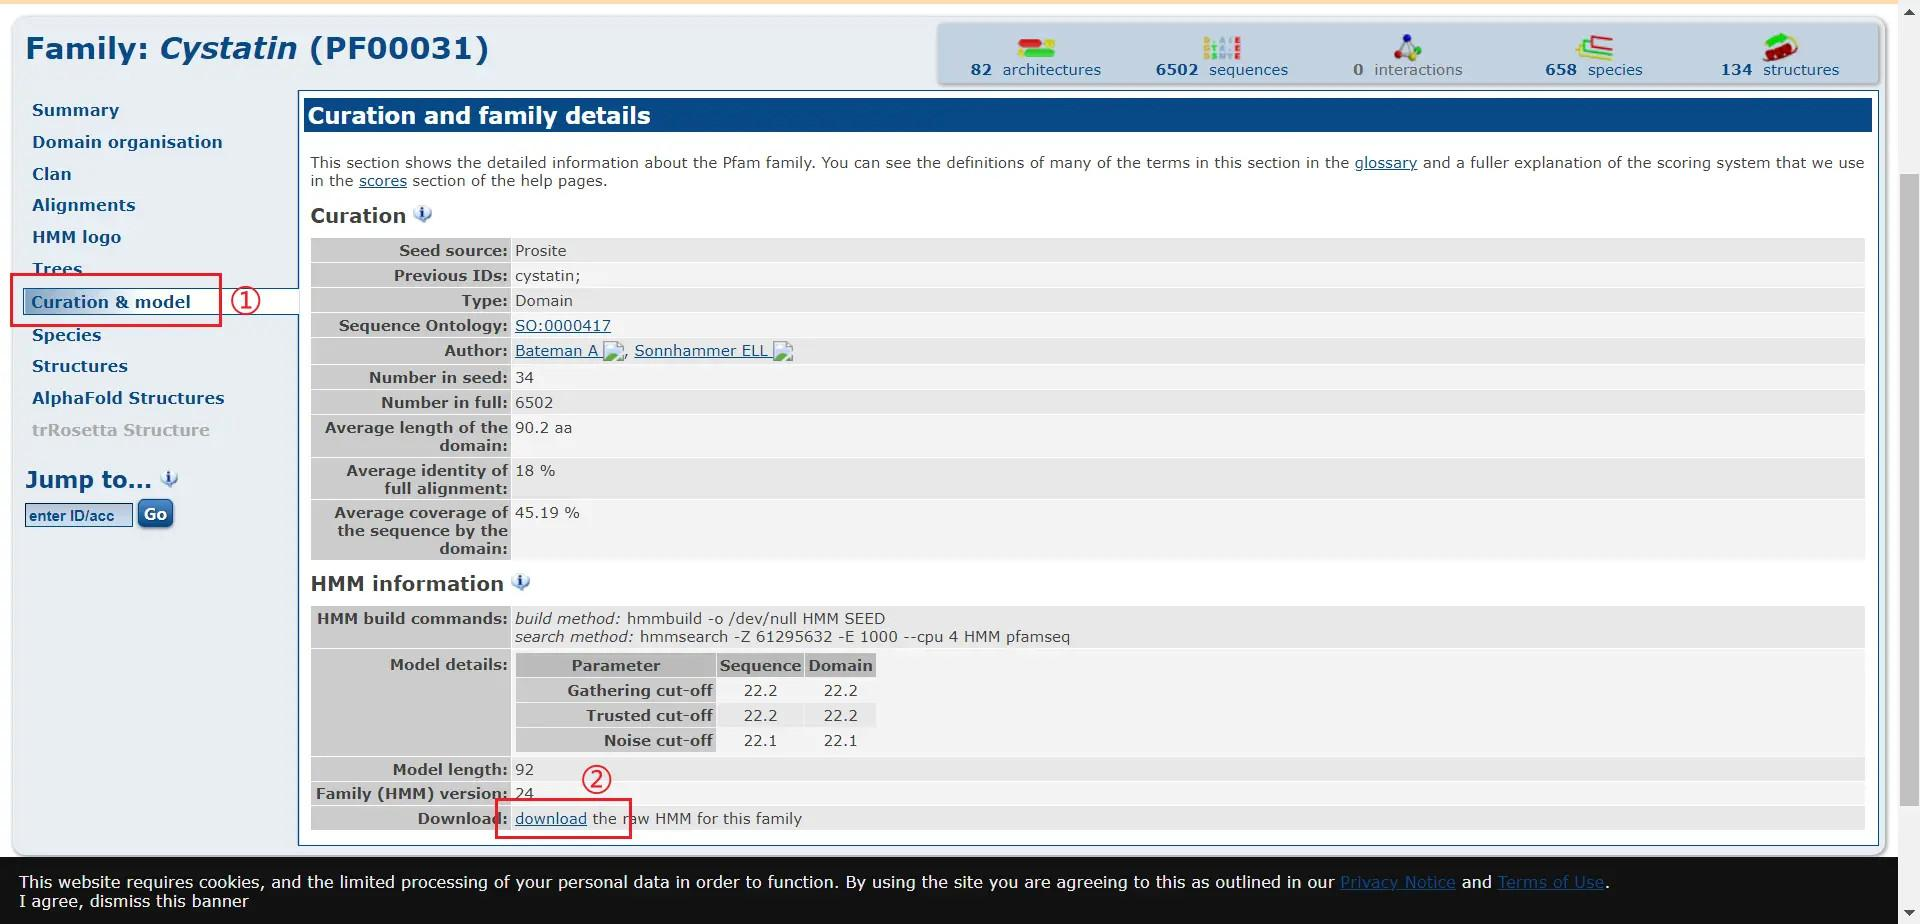 Family: Cystatin (PF00031)
82 architectures
6502 sequences
0 interactions
658 species
134 structures
Summary
Domain organisation
Clan
Alignments
HMM logo
Trees
Curation & model
①
Species
Structures
AlphaFold Structures
trRosetta Structure
Jump to...
enter ID/acc Go
Curation and family details
This section shows the detailed information about the Pfam family. You can see the definitions of many of the terms in this section in the glossary and a fuller explanation of the scoring system that we use
in the scores section of the help pages.
Curation
Seed source: Prosite
Previous IDs: cystatin;
Type: Domain
Sequence Ontology: SO:0000417
Author: Bateman A, Sonnhammer ELL
Number in seed: 34
Number in full: 6502
Average length of the 90.2 aa
domain:
Average identity of 18 %
full alignment:
Average coverage of 45.19 %
the sequence by the
domain:
HMM information
HMM build commands: build method: hmmbuild -o /dev/null HMM SEED
search method: hmmsearch -Z 61295632 -E 1000 --cpu 4 HMM pfamseq
Model details: Parameter Sequence Domain
Gathering cut-off 22.2 22.2
Trusted cut-off 22.2 22.2
Noise cut-off 22.1 22.1
Model length: 92
②
Family (HMM) version: 24
Download: download the raw HMM for this family
This website requires cookies, and the limited processing of your personal data in order to function. By using the site you are agreeing to this as outlined in our Privacy Notice and Terms of Use.
I agree, dismiss this banner